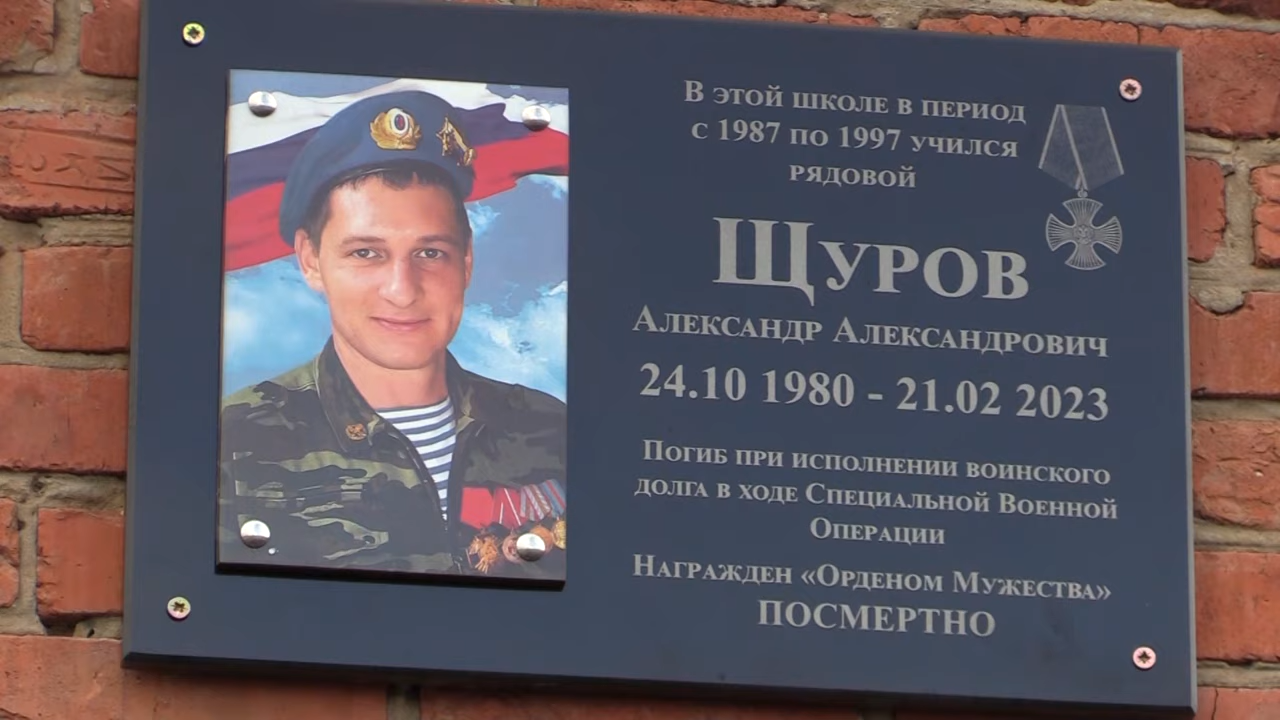 В этой школе в период
с 1987 по 1997 учился
рядовой
Щуров
Александр Александрович
24.10 1980 - 21.02 2023
Погиб при исполнении воинского
долга в ходе Специальной Военной
Операции
Награжден «Орденом Мужества»
ПОСМЕРТНО